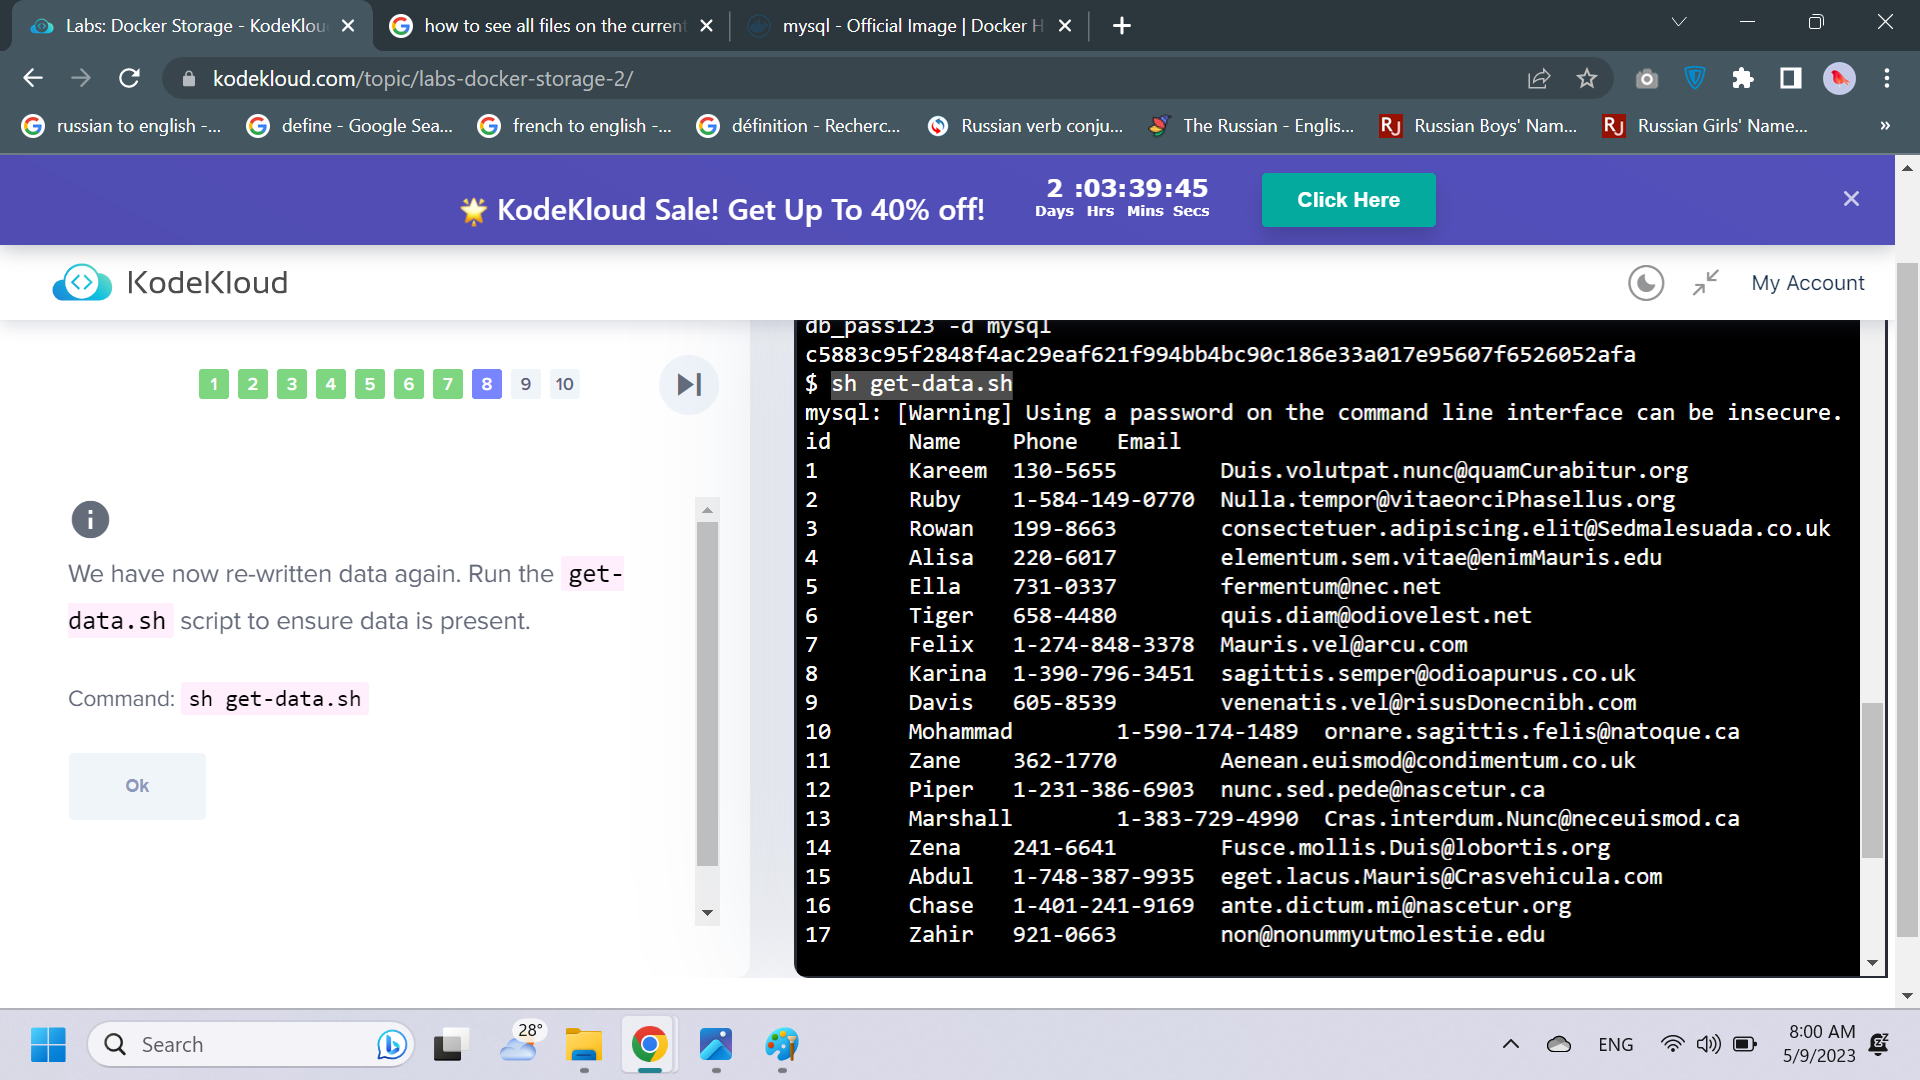 Labs: Docker Storage - KodeKlou
how to see all files on the current
mysql - Official Image | Docker H
kodekloud.com/topic/labs-docker-storage-2/
russian to english -...
define - Google Sea...
french to english -...
définition - Recherc...
Russian verb conju...
The Russian - Englis...
Russian Boys' Nam...
Russian Girls' Name...
»
KodeKloud Sale! Get Up To 40% off!
2 :03:39:45
Days Hrs Mins Secs
Click Here
KodeKloud
My Account
1 2 3 4 5 6 7 8 9 10
We have now re-written data again. Run the get-
data.sh script to ensure data is present.
Command: sh get-data.sh
Ok
db_pass123 -d mysql
c5883c95f2848f4ac29eaf621f994bb4bc90c186e33a017e95607f6526052afa
$ sh get-data.sh
mysql: [Warning] Using a password on the command line interface can be insecure.
id Name Phone Email
1 Kareem 130-5655 Duis.volutpat.nunc@quamCurabitur.org
2 Ruby 1-584-149-0770 Nulla.tempor@vitaeorciPhasellus.org
3 Rowan 199-8663 consectetuer.adipiscing.elit@Sedmalesuada.co.uk
4 Alisa 220-6017 elementum.sem.vitae@enimMauris.edu
5 Ella 731-0337 fermentum@nec.net
6 Tiger 658-4480 quis.diam@odiovelest.net
7 Felix 1-274-848-3378 Mauris.vel@arcu.com
8 Karina 1-390-796-3451 sagittis.semper@odioapurus.co.uk
9 Davis 605-8539 venenatis.vel@risusDonecnibh.com
10 Mohammad 1-590-174-1489 ornare.sagittis.felis@natoque.ca
11 Zane 362-1770 Aenean.euismod@condimentum.co.uk
12 Piper 1-231-386-6903 nunc.sed.pede@nascetur.ca
13 Marshall 1-383-729-4990 Cras.interdum.Nunc@neceuismod.ca
14 Zena 241-6641 Fusce.mollis.Duis@lobortis.org
15 Abdul 1-748-387-9935 eget.lacus.Mauris@Crasvehicula.com
16 Chase 1-401-241-9169 ante.dictum.mi@nascetur.org
17 Zahir 921-0663 non@nonummyutmolestie.edu
Search
28°
ENG
8:00 AM
5/9/2023